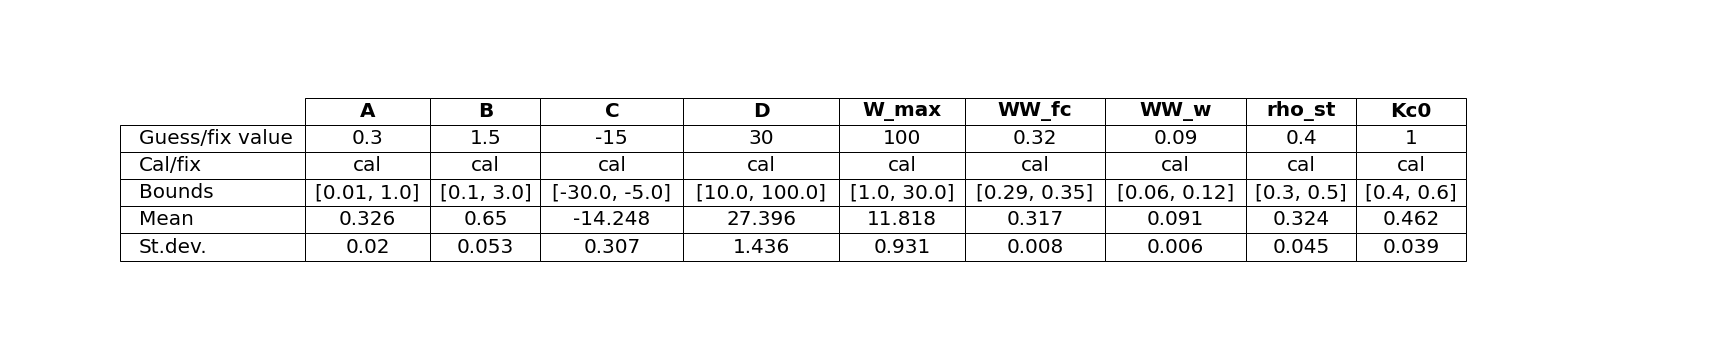 A B C D W_max WW_fc WW_w rho_st Kc0
Guess/fix value 0.3 1.5 -15 30 100 0.32 0.09 0.4 1
Cal/fix cal cal cal cal cal cal cal cal cal
Bounds [0.01, 1.0] [0.1, 3.0] [-30.0, -5.0] [10.0, 100.0] [1.0, 30.0] [0.29, 0.35] [0.06, 0.12] [0.3, 0.5] [0.4, 0.6]
Mean 0.326 0.65 -14.248 27.396 11.818 0.317 0.091 0.324 0.462
St.dev. 0.02 0.053 0.307 1.436 0.931 0.008 0.006 0.045 0.039